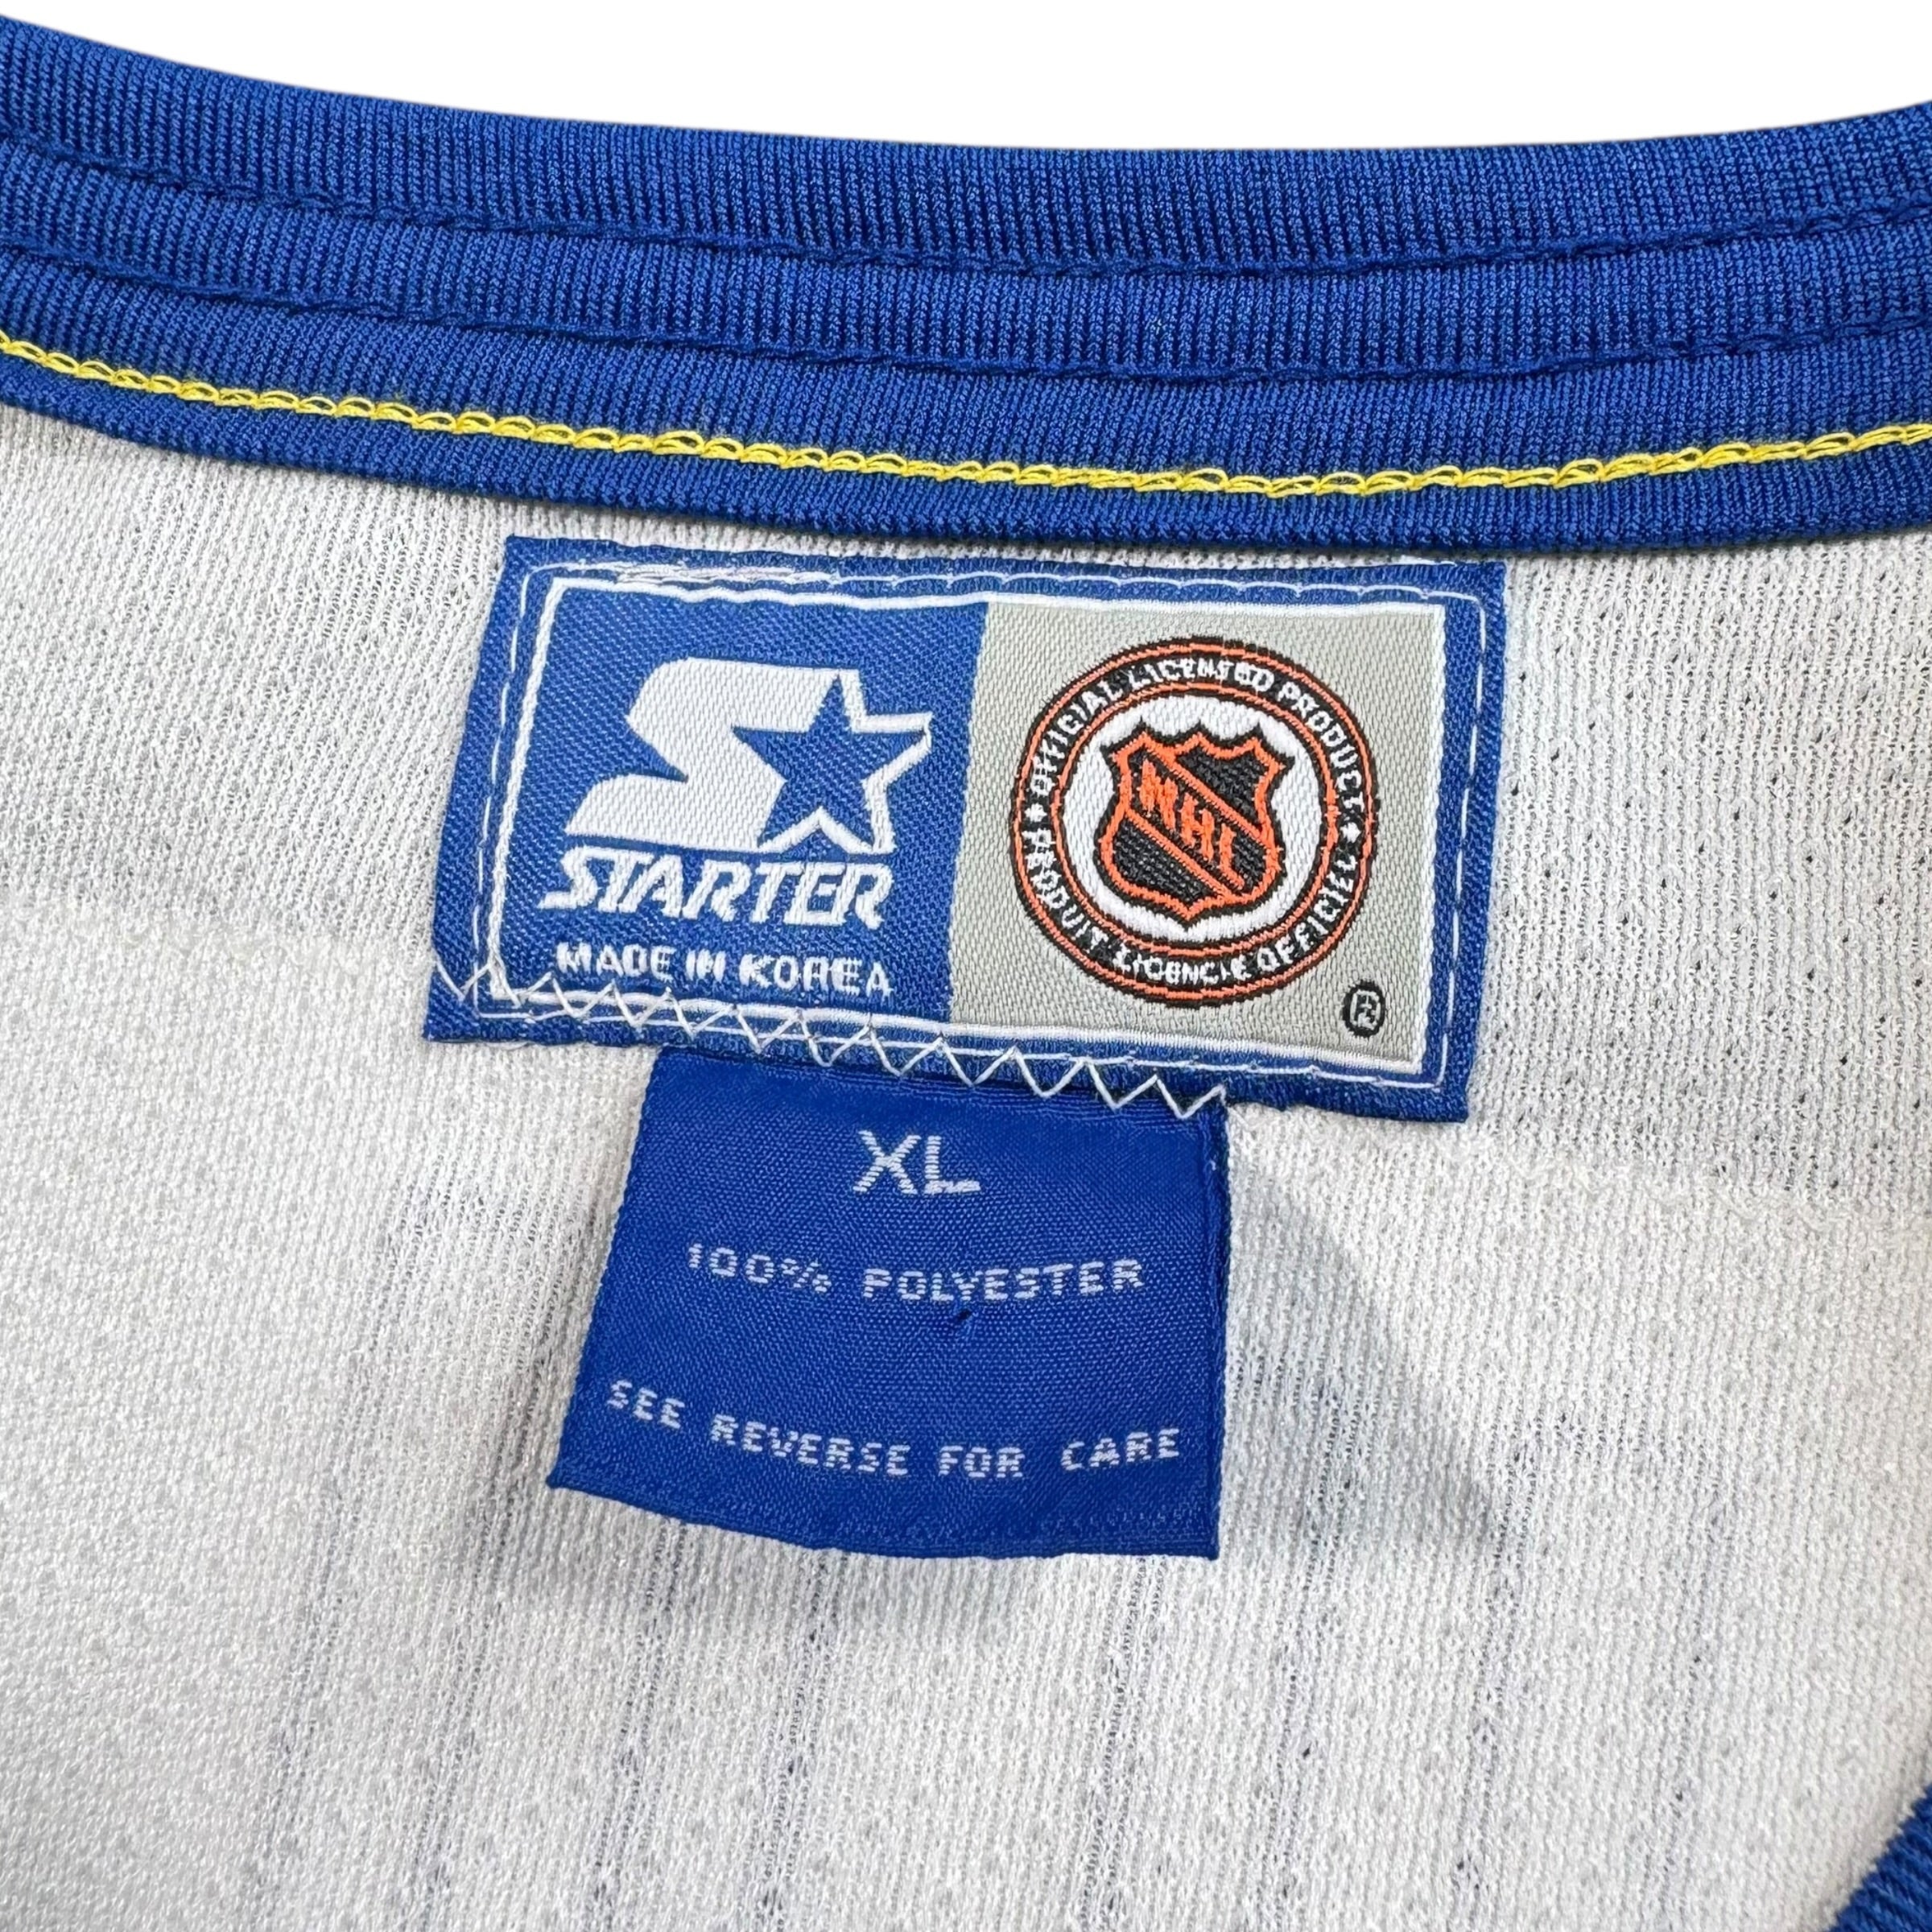 STARTER
MADE IN KOREA
OFFICIAL LICENSED PRODUCT
NHL
PRODUIT LICENCIE OFFICIEL
®
XL
100% POLYESTER
SEE REVERSE FOR CARE